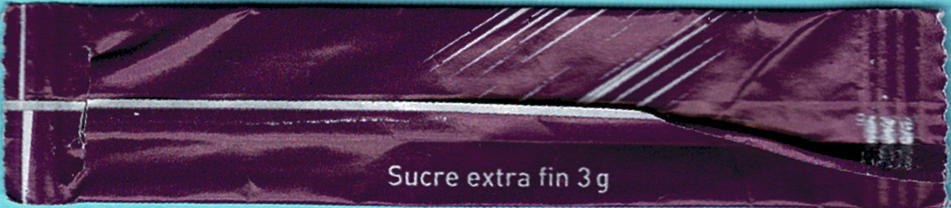 Sucre extra fin 3 g